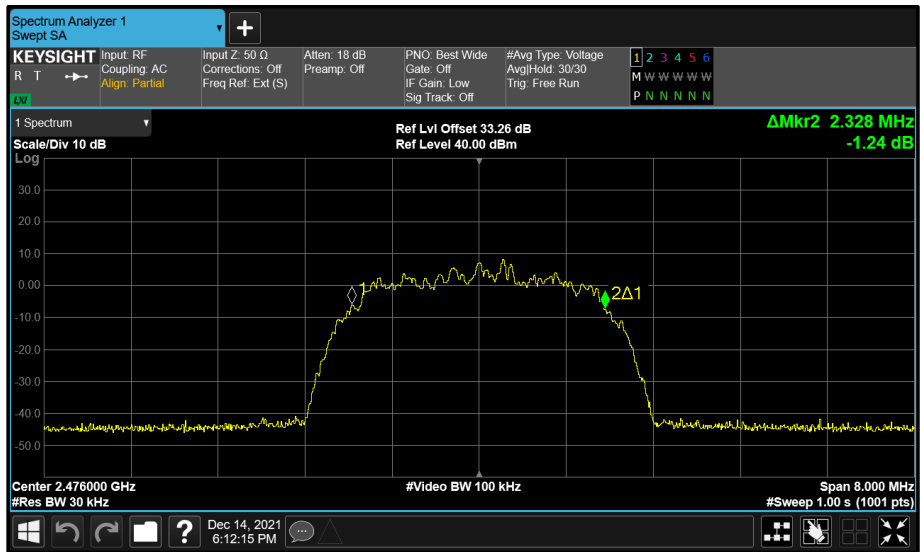 Spectrum Analyzer 1
Swept SA
KEYSIGHT
R T
LXI
Input: RF
Coupling: AC
Align: Partial
Input Z: 50 Ω
Corrections: Off
Freq Ref: Ext (S)
Atten: 18 dB
Preamp: Off
PNO: Best Wide
Gate: Off
IF Gain: Low
Sig Track: Off
#Avg Type: Voltage
Avg|Hold: 30/30
Trig: Free Run
1 2 3 4 5 6
M W W W W W
P N N N N N
1 Spectrum
Scale/Div 10 dB
Ref Lvl Offset 33.26 dB
Ref Level 40.00 dBm
ΔMkr2 2.328 MHz
-1.24 dB
Log
30.0
20.0
10.0
0.00
-10.0
-20.0
-30.0
-40.0
-50.0
1
2Δ1
Center 2.476000 GHz
#Video BW 100 kHz
Span 8.000 MHz
#Res BW 30 kHz
#Sweep 1.00 s (1001 pts)
?
Dec 14, 2021
6:12:15 PM